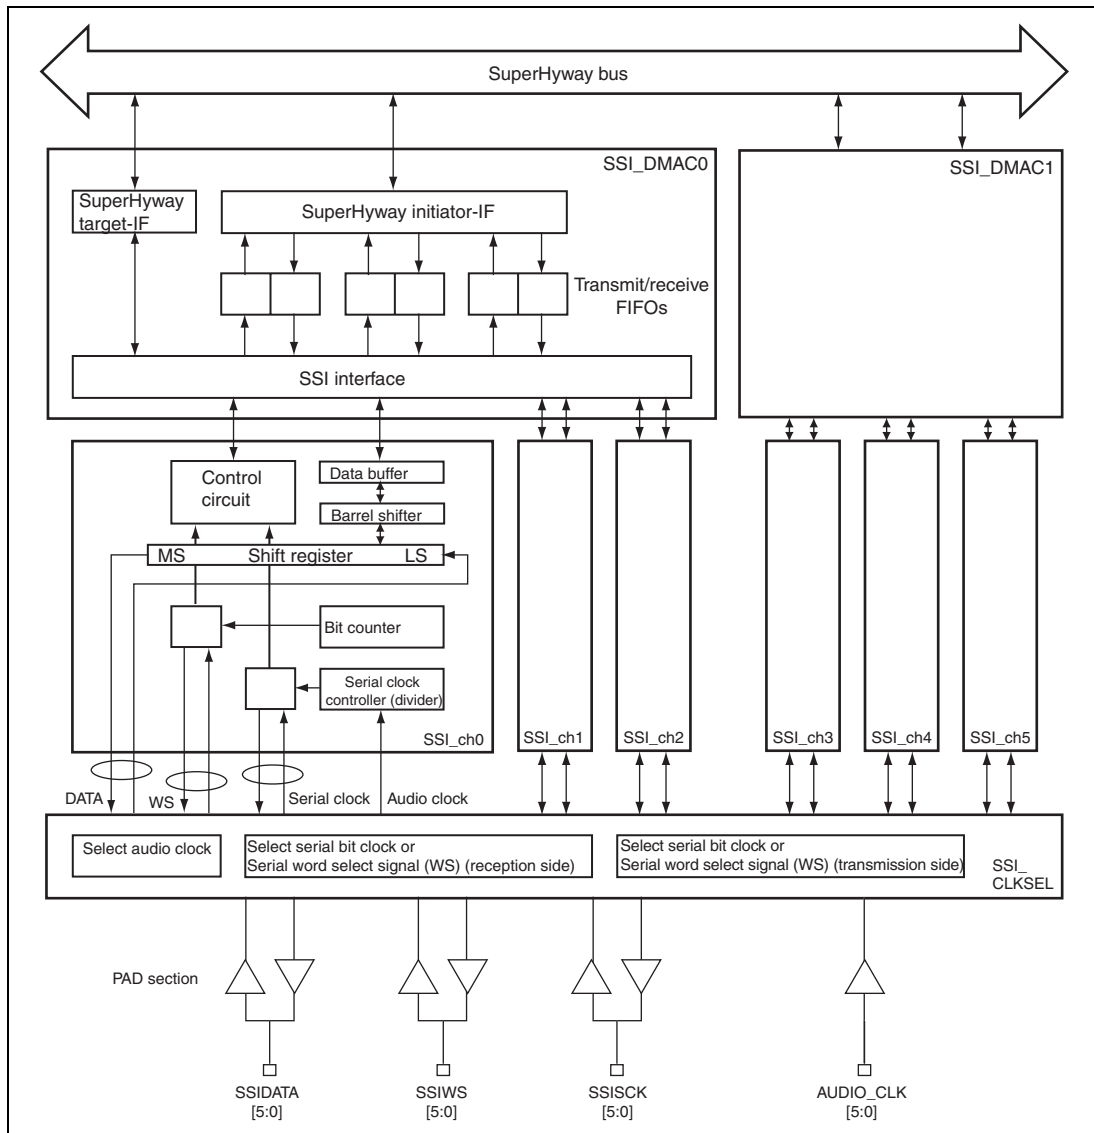 SuperHyway bus
SSI_DMAC0
SSI_DMAC1
SuperHyway
target-IF
SuperHyway initiator-IF
Transmit/receive
FIFOs
SSI interface
Control
circuit
Data buffer
Barrel shifter
MS Shift register LS
Bit counter
Serial clock
controller (divider)
SSI_ch0
SSI_ch1
SSI_ch2
SSI_ch3
SSI_ch4
SSI_ch5
DATA
WS
Serial clock
Audio clock
Select audio clock
Select serial bit clock or
Serial word select signal (WS) (reception side)
Select serial bit clock or
Serial word select signal (WS) (transmission side)
SSI_
CLKSEL
PAD section
SSIDATA
[5:0]
SSIWS
[5:0]
SSISCK
[5:0]
AUDIO_CLK
[5:0]